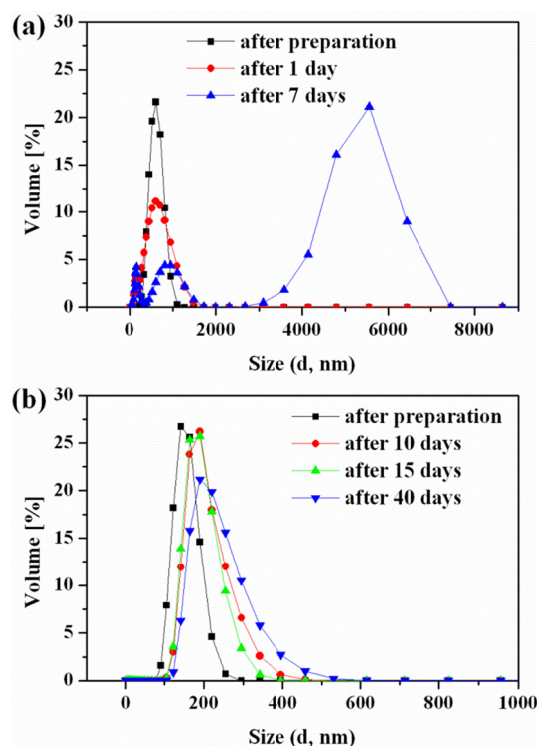 (a)
30
25
20
15
10
5
0
Volume [%]
after preparation
after 1 day
after 7 days
0 2000 4000 6000 8000
Size (d, nm)
(b)
30
25
20
15
10
5
0
Volume [%]
after preparation
after 10 days
after 15 days
after 40 days
0 200 400 600 800 1000
Size (d, nm)